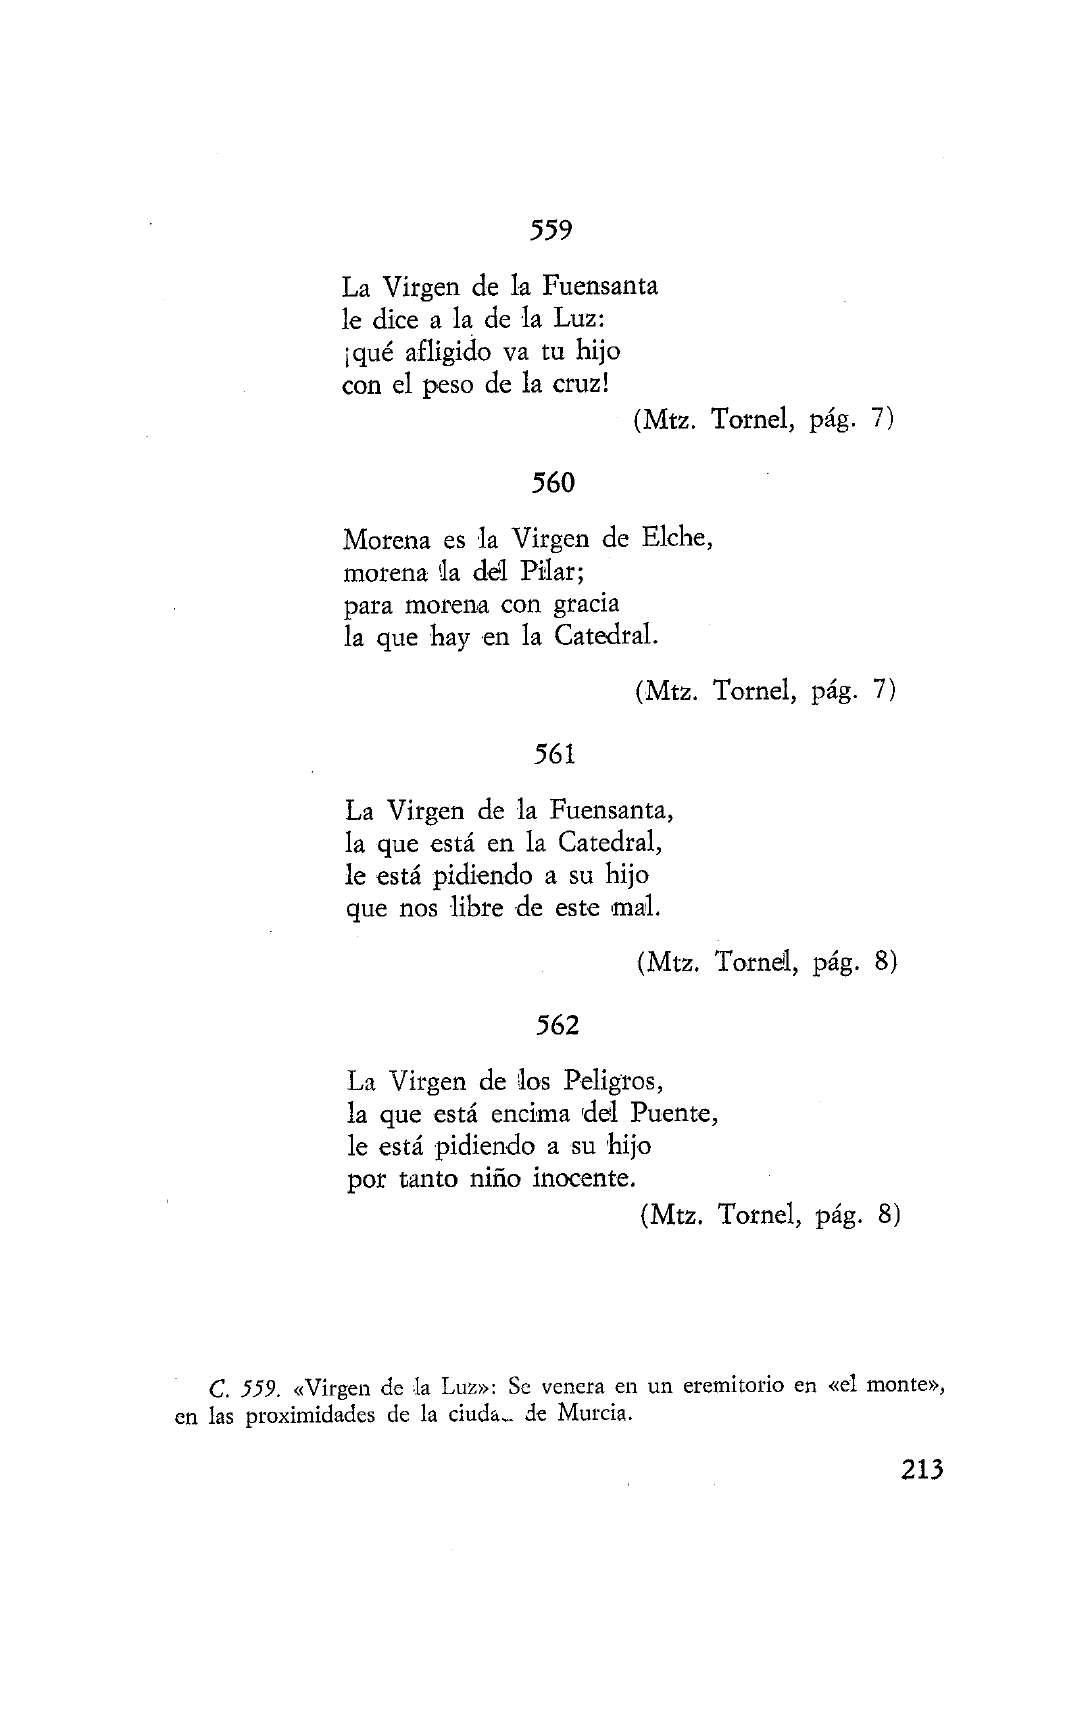 559
La Virgen de la Fuensanta
le dice a la de la Luz:
¡qué afligido va tu hijo
con el peso de la cruz!
(Mtz. Tornel, pág. 7)
560
Morena es la Virgen de Elche,
morena la del Pilar;
para morena con gracia
la que hay en la Catedral.
(Mtz. Tornel, pág. 7)
561
La Virgen de la Fuensanta,
la que está en la Catedral,
le está pidiendo a su hijo
que nos libre de este mal.
(Mtz. Tornel, pág. 8)
562
La Virgen de los Peligros,
la que está encima del Puente,
le está pidiendo a su hijo
por tanto niño inocente.
(Mtz. Tornel, pág. 8)
C. 559. «Virgen de la Luz»: Se venera en un eremitorio en «el monte»,
en las proximidades de la ciuda_ de Murcia.
213